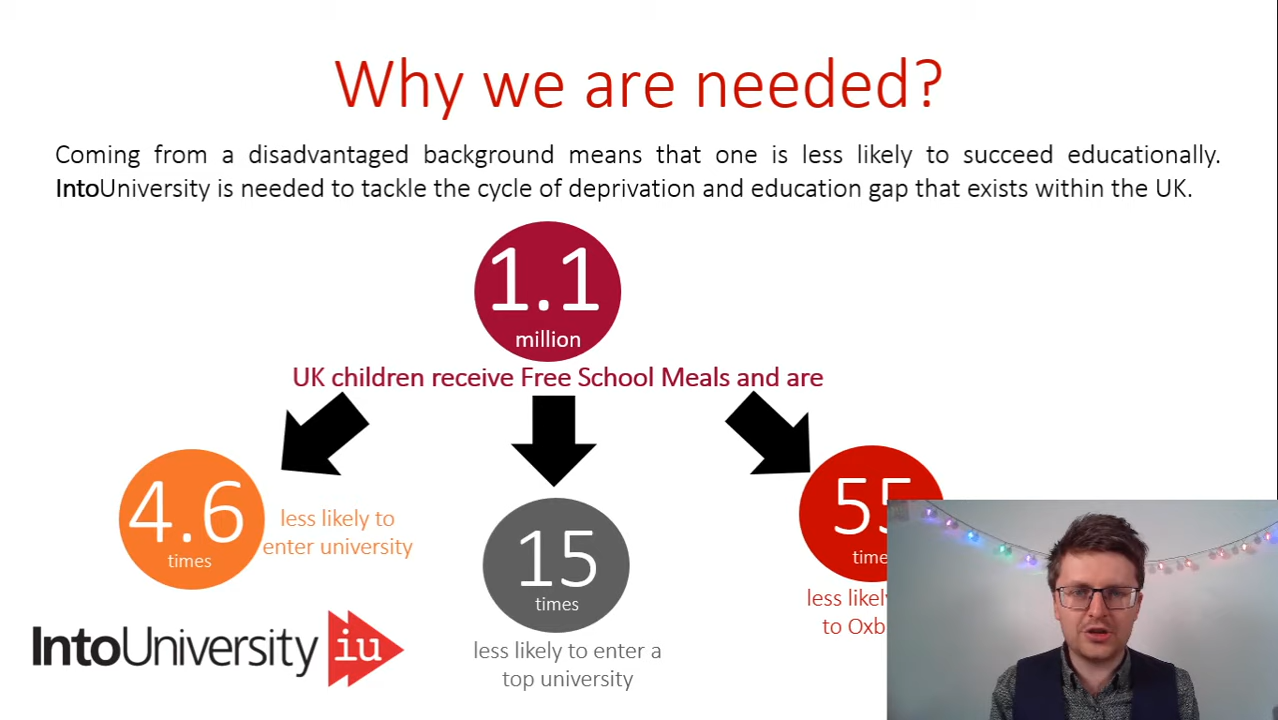 Why we are needed?
Coming from a disadvantaged background means that one is less likely to succeed educationally.
IntoUniversity is needed to tackle the cycle of deprivation and education gap that exists within the UK.
1.1
million
UK children receive Free School Meals and are
4.6
times
less likely to
enter university
15
times
less likely to enter a
top university
55
less
to
IntoUniversity iu